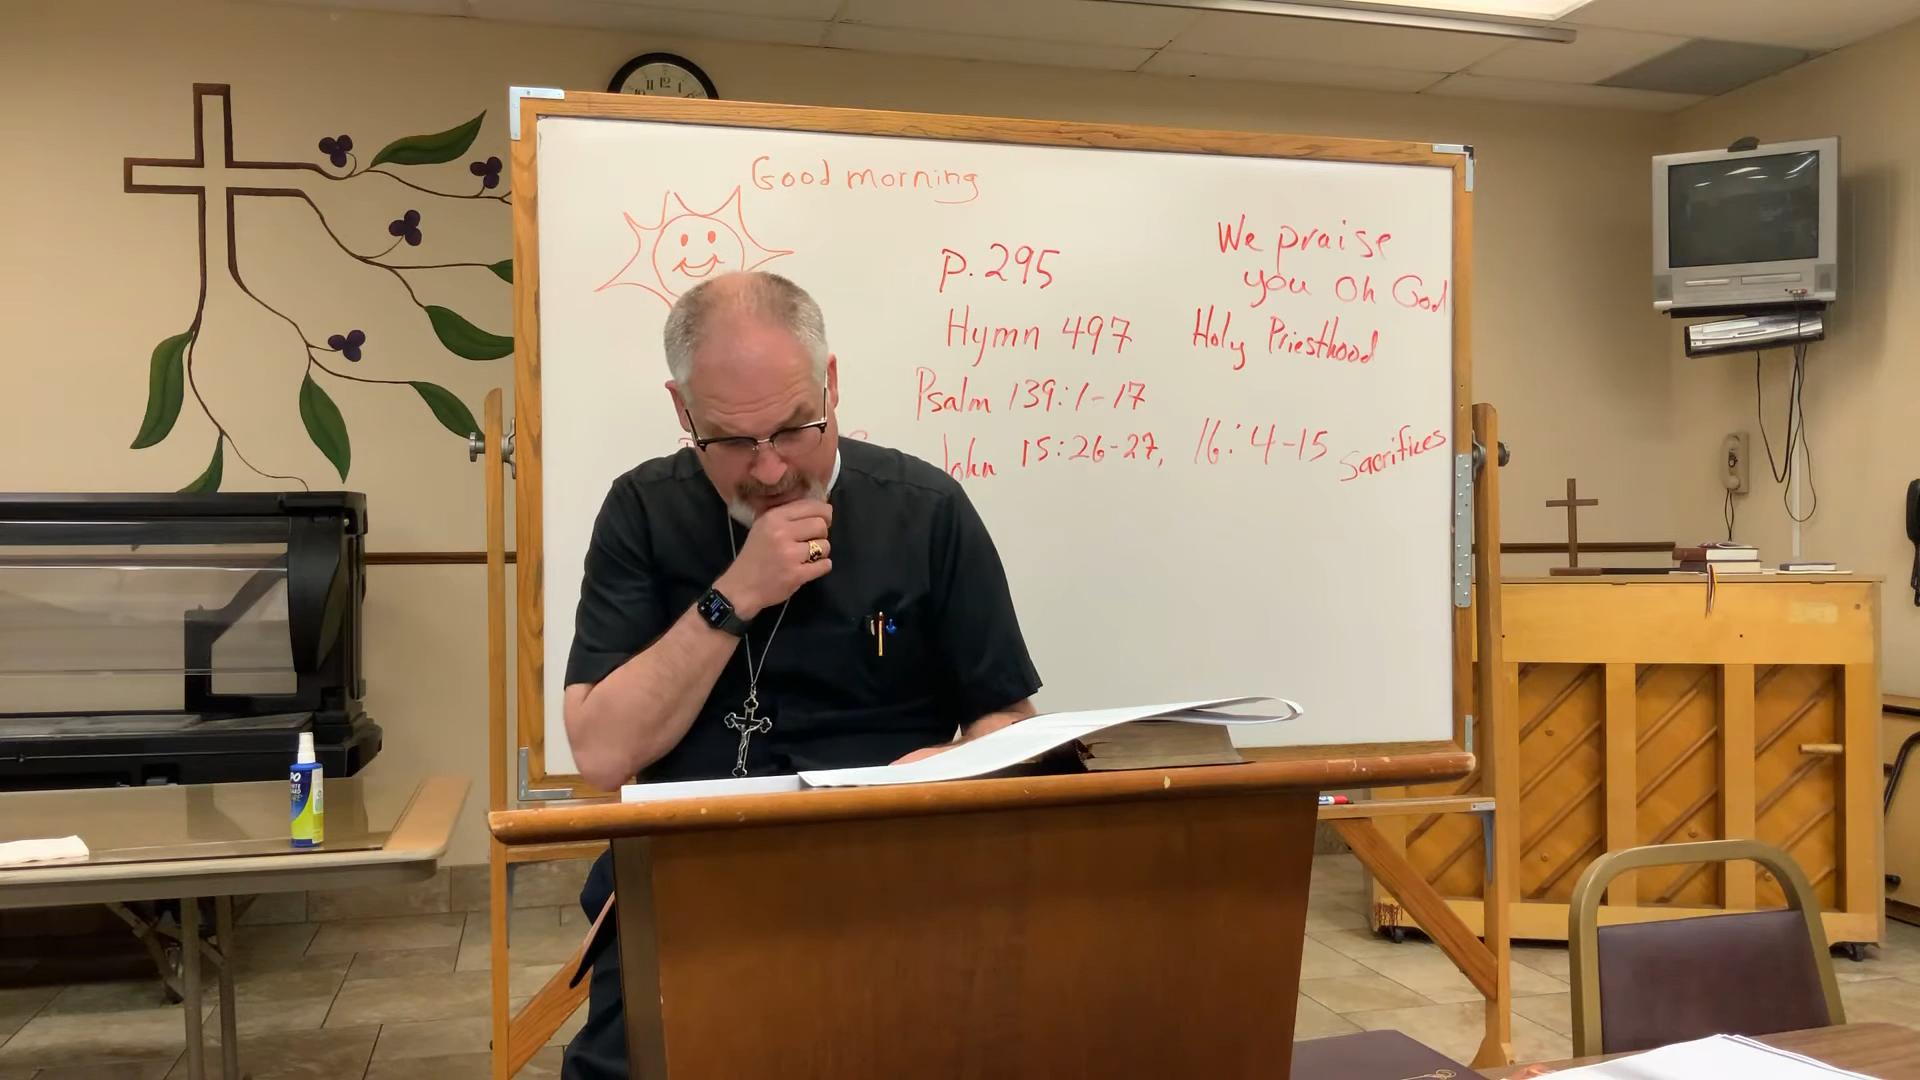 Good morning
p. 295
Hymn 497
Psalm 139:1-17
John 15:26-27, 16:4-15 Sacrifices
We praise
you Oh God
Holy Priesthood
12